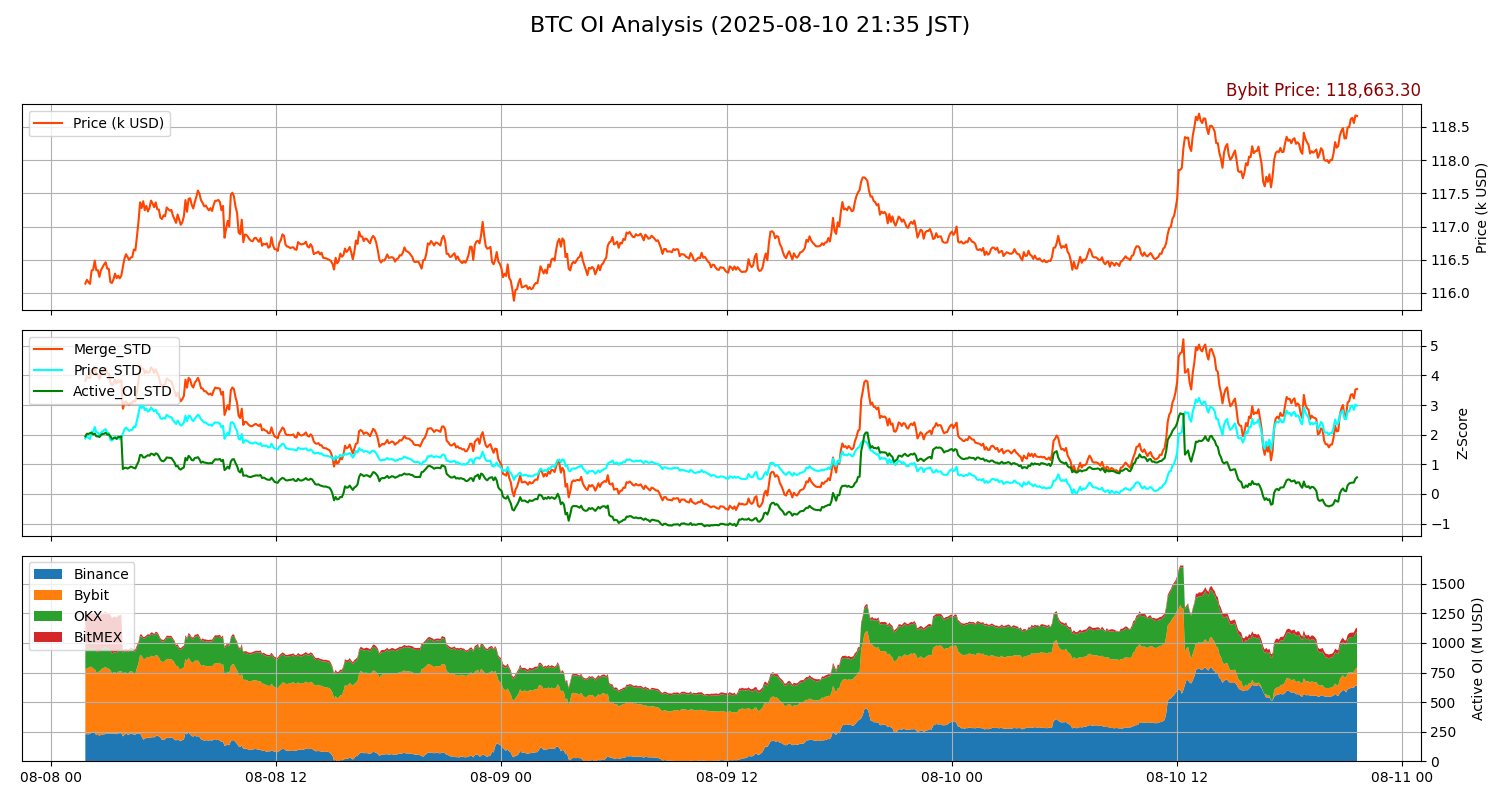 BTC OI Analysis (2025-08-10 21:35 JST)
Bybit Price: 118,663.30
Price (k USD)
118.5
118.0
117.5
117.0
116.5
116.0
Price (k USD)
Merge_STD
Price_STD
Active_OI_STD
5
4
3
2
1
0
−1
Z-Score
Binance
Bybit
OKX
BitMEX
1500
1250
1000
750
500
250
0
Active OI (M USD)
08-08 00
08-08 12
08-09 00
08-09 12
08-10 00
08-10 12
08-11 00